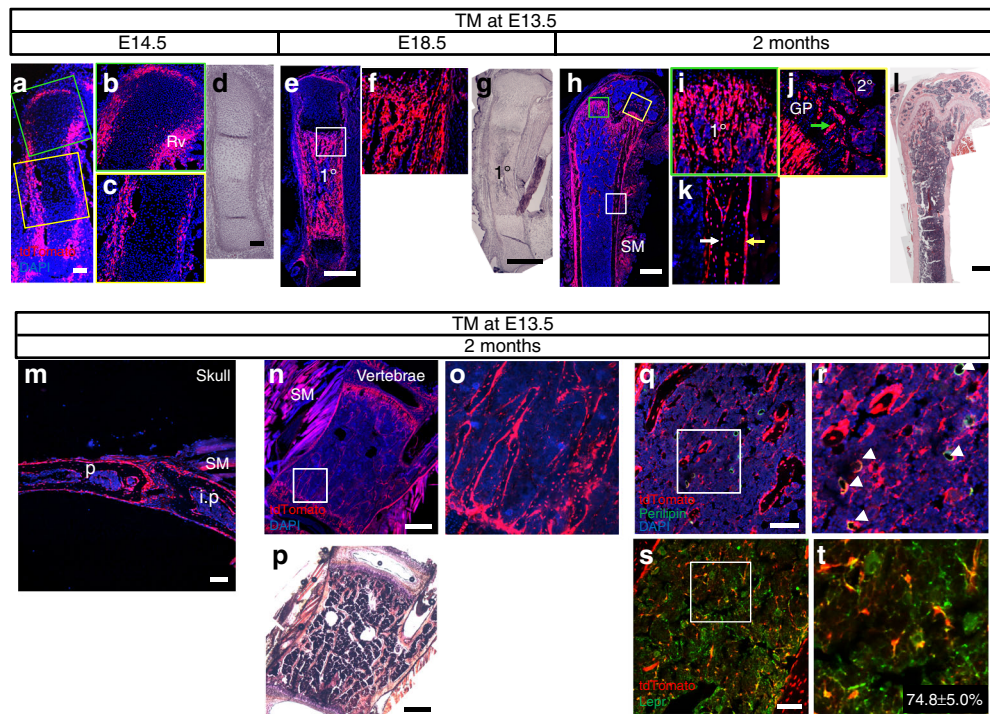 TM at E13.5
E14.5 E18.5 2 months
a b d e f g h i j l
Rv
1°
1°
1°
GP
2°
c
k
SM
tdTomato
DAPI
TM at E13.5
2 months
m Skull n Vertebrae o q r
SM
SM
p
i.p
tdTomato
DAPI
tdTomato
Perilipin
DAPI
p s t
tdTomato
Lepr
74.8±5.0%